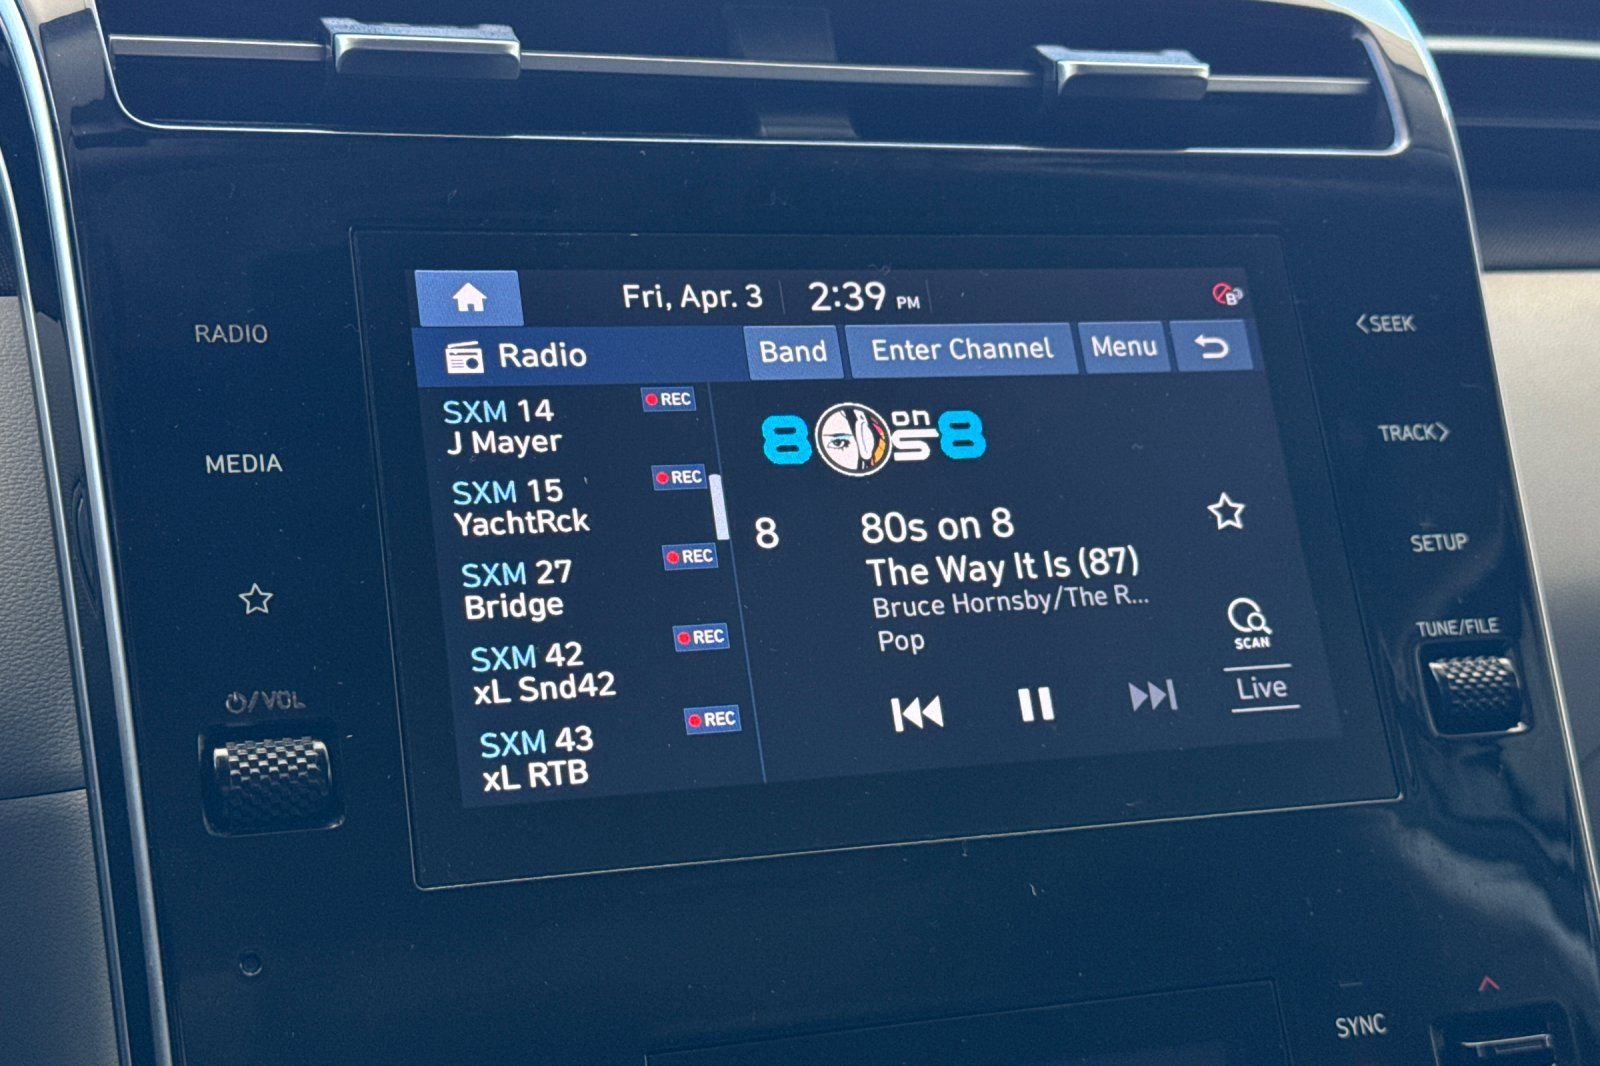 Fri, Apr. 3 2:39 PM
B
Radio
Band
Enter Channel
Menu
SXM 14
REC
J Mayer
SXM 15
REC
YachtRck
SXM 27
REC
Bridge
SXM 42
REC
xL Snd42
SXM 43
REC
xL RTB
80s on 8
8
80s on 8
The Way It Is (87)
Bruce Hornsby/The R...
Pop
SCAN
Live
RADIO
MEDIA
/VOL
<SEEK
TRACK>
SETUP
TUNE/FILE
SYNC